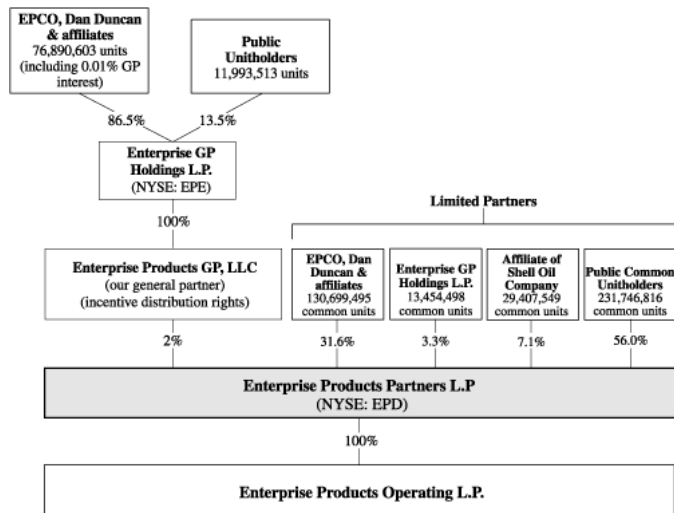 EPCO, Dan Duncan
& affiliates
76,890,603 units
(including 0.01% GP
interest)
Public
Unitholders
11,993,513 units
86.5%
13.5%
Enterprise GP
Holdings L.P.
(NYSE: EPE)
100%
Limited Partners
Enterprise Products GP, LLC
(our general partner)
(incentive distribution rights)
EPCO, Dan
Duncan &
affiliates
130,699,495
common units
Enterprise GP
Holdings L.P.
13,454,498
common units
Affiliate of
Shell Oil
Company
29,407,549
common units
Public Common
Unitholders
231,746,816
common units
2%
31.6%
3.3%
7.1%
56.0%
Enterprise Products Partners L.P
(NYSE: EPD)
100%
Enterprise Products Operating L.P.